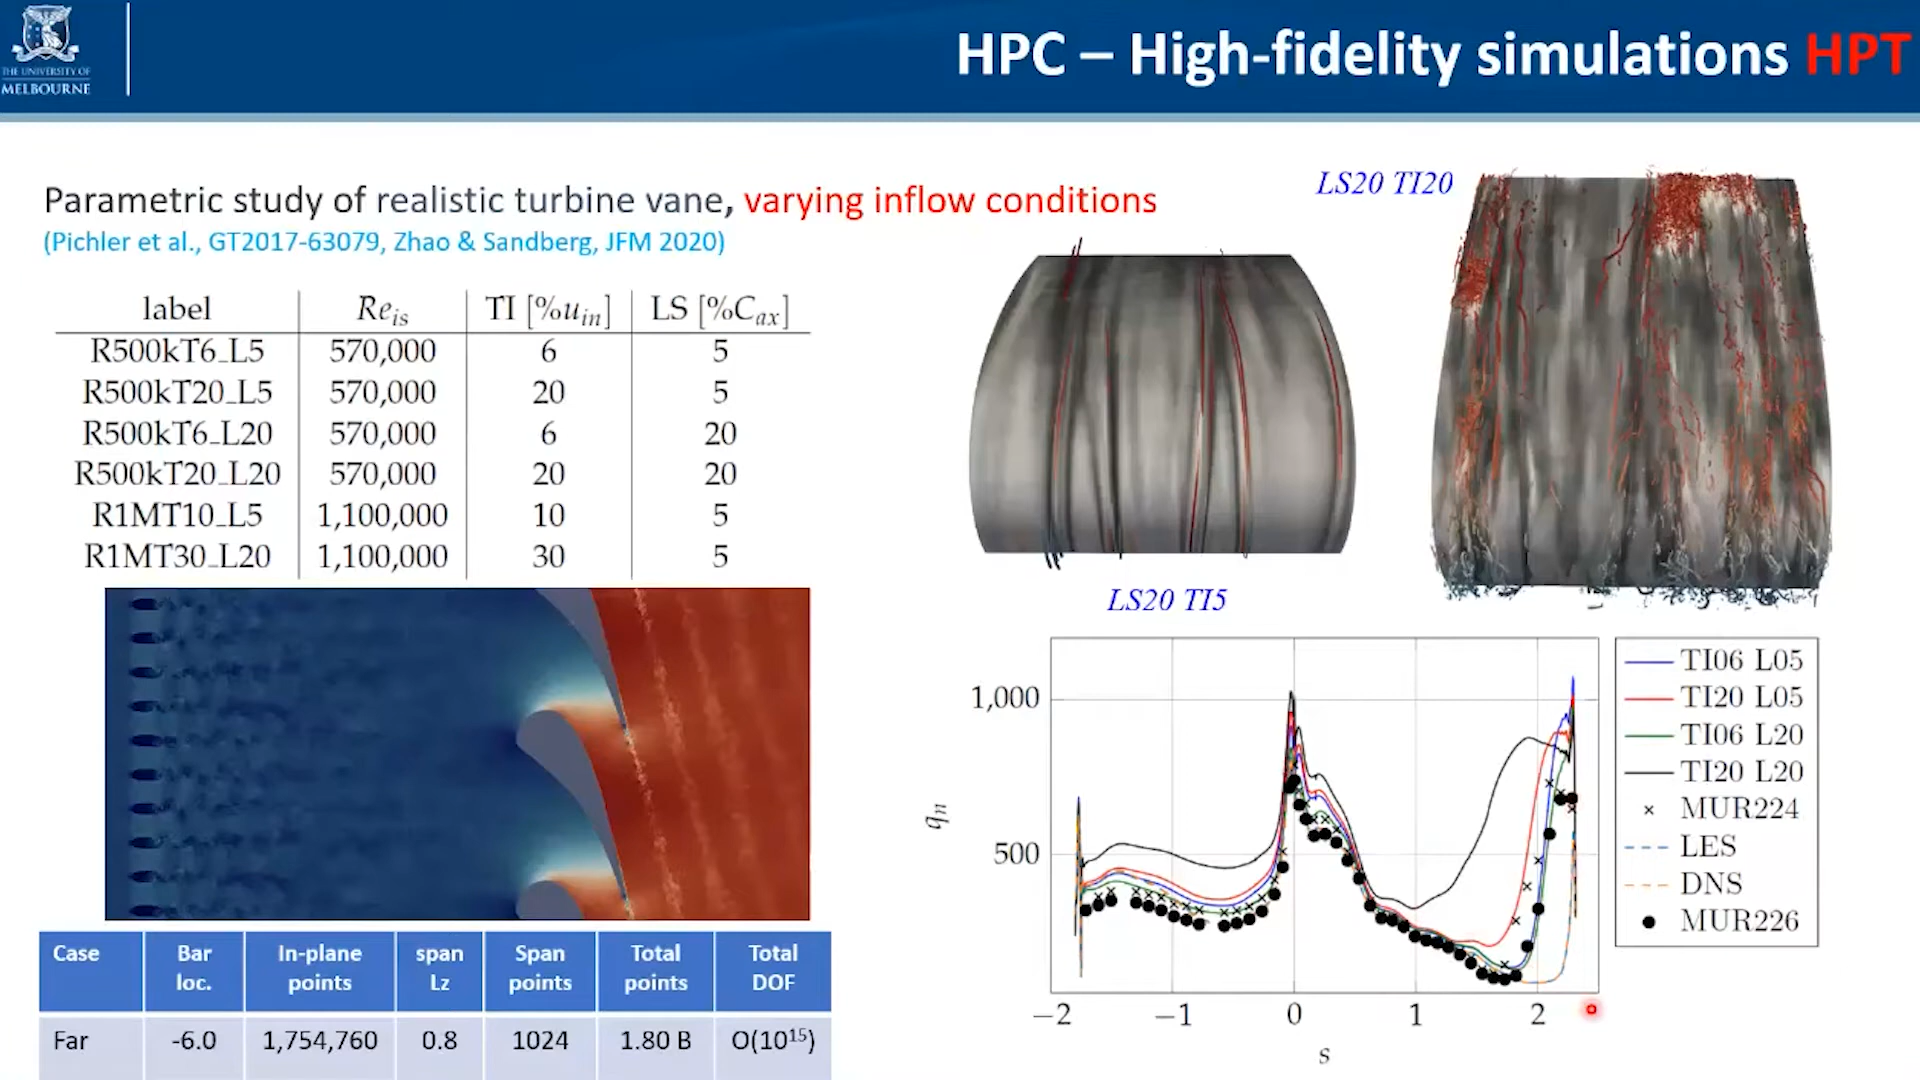 THE UNIVERSITY OF
MELBOURNE
HPC – High-fidelity simulations HPT
Parametric study of realistic turbine vane, varying inflow conditions
(Pichler et al., GT2017-63079, Zhao & Sandberg, JFM 2020)
label Re_is TI [%u_in] LS [%C_ax]
R500kT6_L5 570,000 6 5
R500kT20_L5 570,000 20 5
R500kT6_L20 570,000 6 20
R500kT20_L20 570,000 20 20
R1MT10_L5 1,100,000 10 5
R1MT30_L20 1,100,000 30 5
Case Bar loc. In-plane points span Lz Span points Total points Total DOF
Far -6.0 1,754,760 0.8 1024 1.80 B O(10¹⁵)
LS20 TI20
LS20 TI5
1,000
500
q_n
−2 −1 0 1 2
s
TI06 L05
TI20 L05
TI06 L20
TI20 L20
MUR224
LES
DNS
MUR226